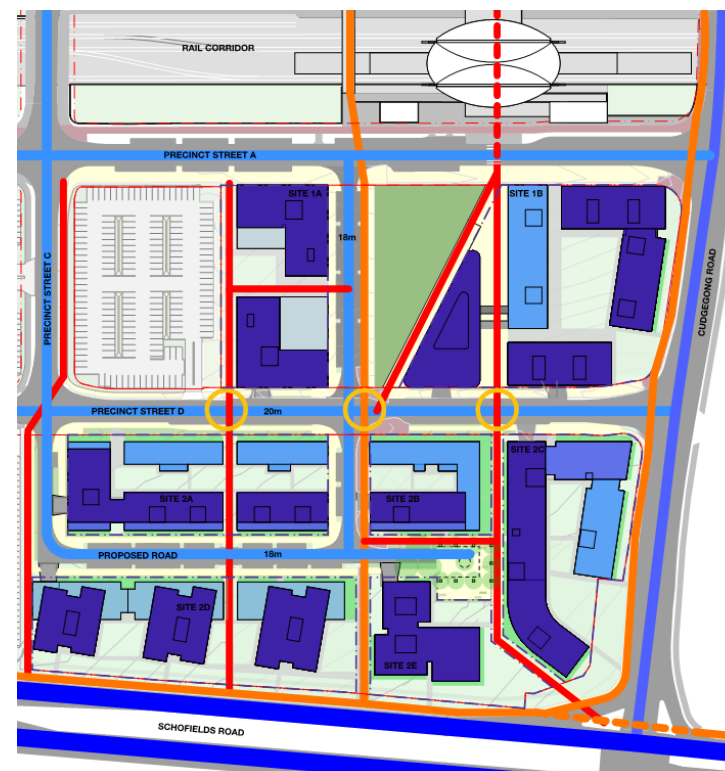 RAIL CORRIDOR
PRECINCT STREET A
SITE 1A
SITE 1B
18m
PRECINCT STREET C
CUDGEGONG ROAD
PRECINCT STREET D
20m
SITE 2C
SITE 2A
SITE 2B
PROPOSED ROAD
18m
SITE 2D
SITE 2E
SCHOFIELDS ROAD